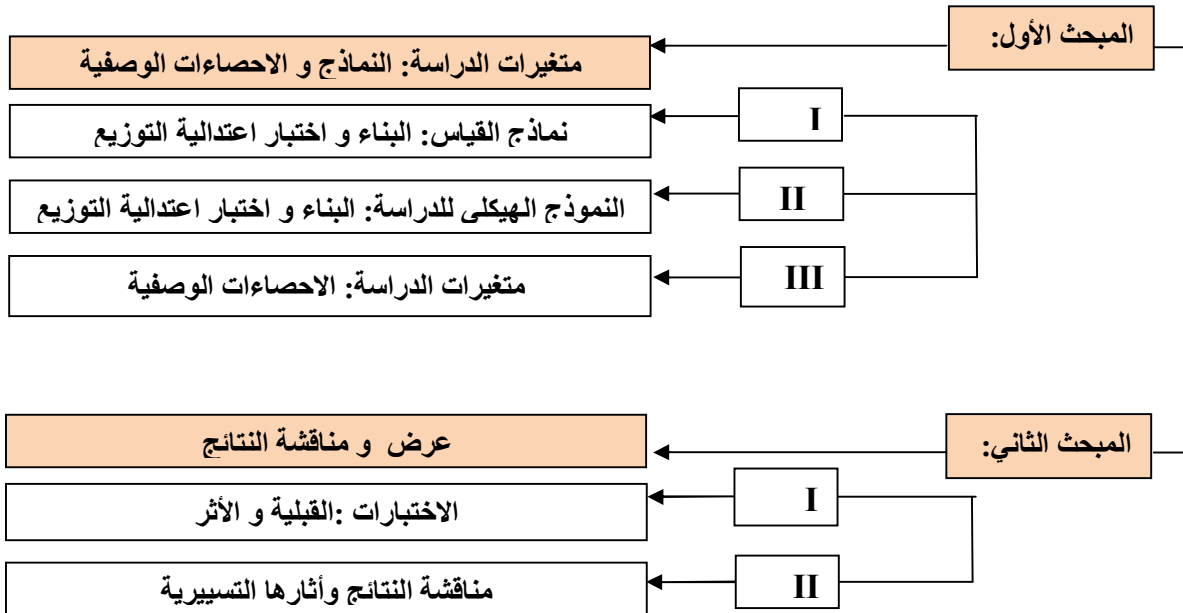 المبحث الأول:
متغيرات الدراسة: النماذج و الاحصاءات الوصفية
I
نماذج القياس: البناء و اختبار اعتدالية التوزيع
II
النموذج الهيكلي للدراسة: البناء و اختبار اعتدالية التوزيع
III
متغيرات الدراسة: الاحصاءات الوصفية
المبحث الثاني:
عرض و مناقشة النتائج
I
الاختبارات :القبلية و الأثر
II
مناقشة النتائج وأثارها التسييرية